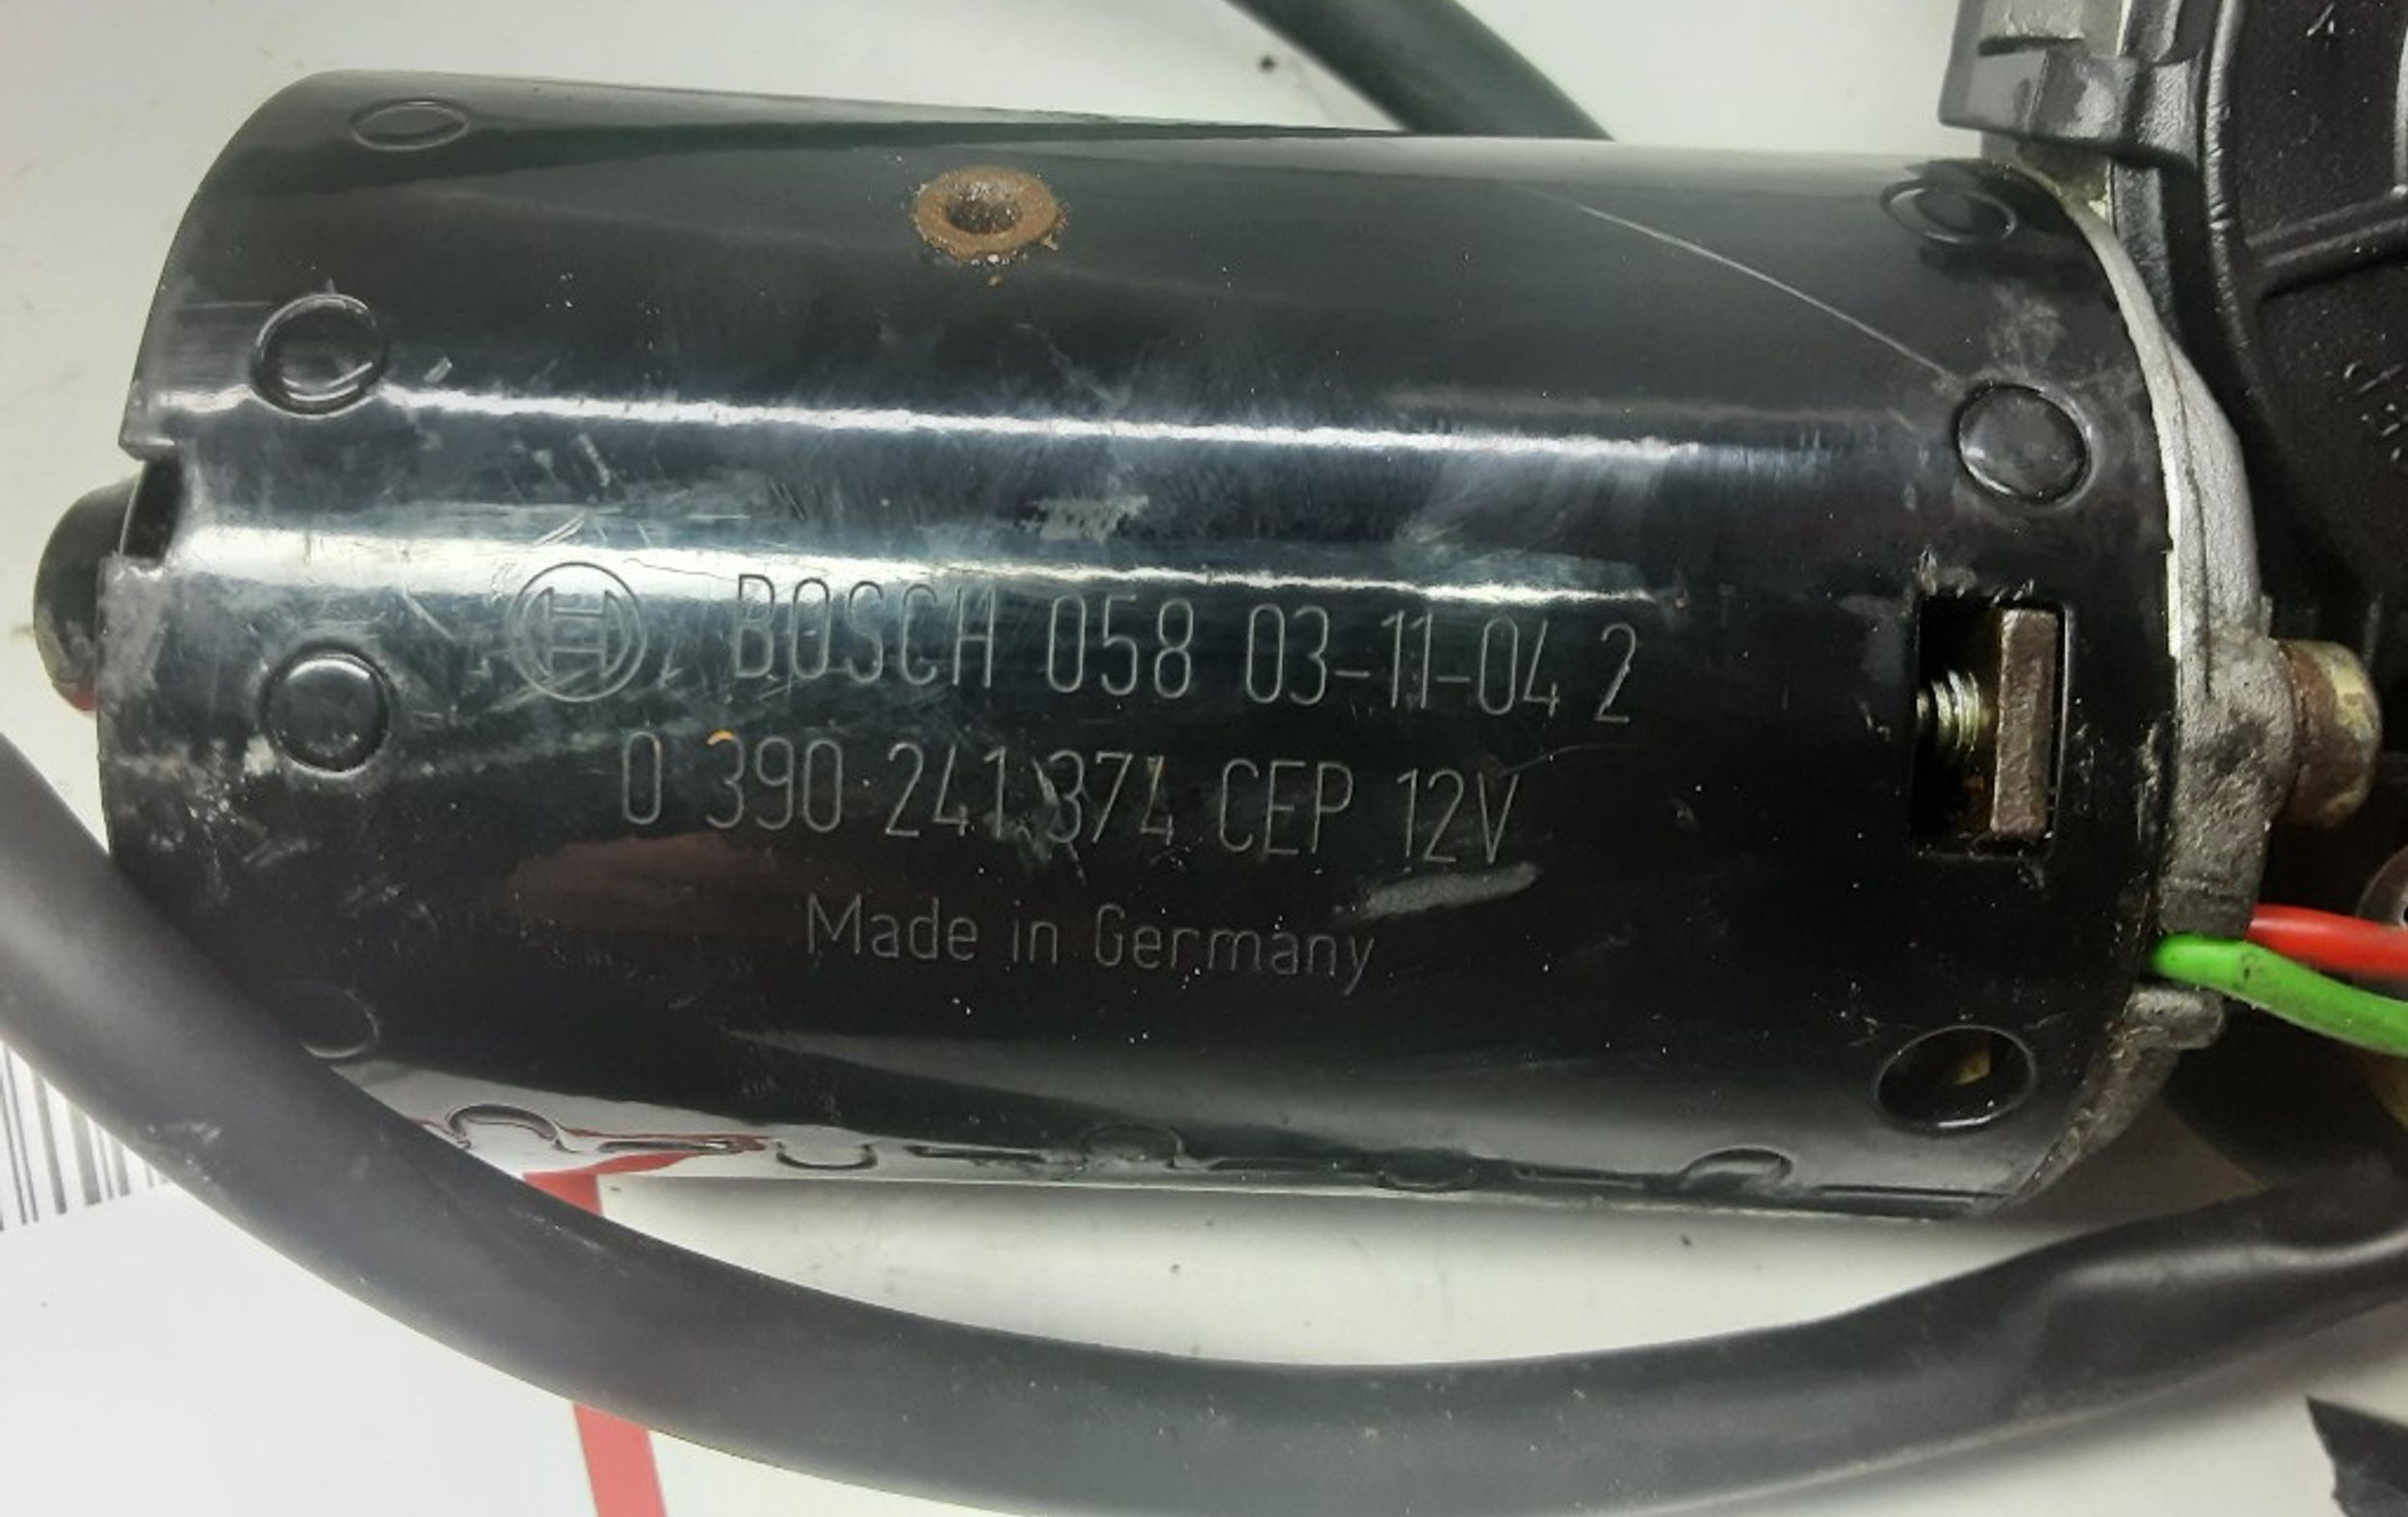 BOSCH 058 03-11-04 2
0 390 241 374 CEP 12V
Made in Germany